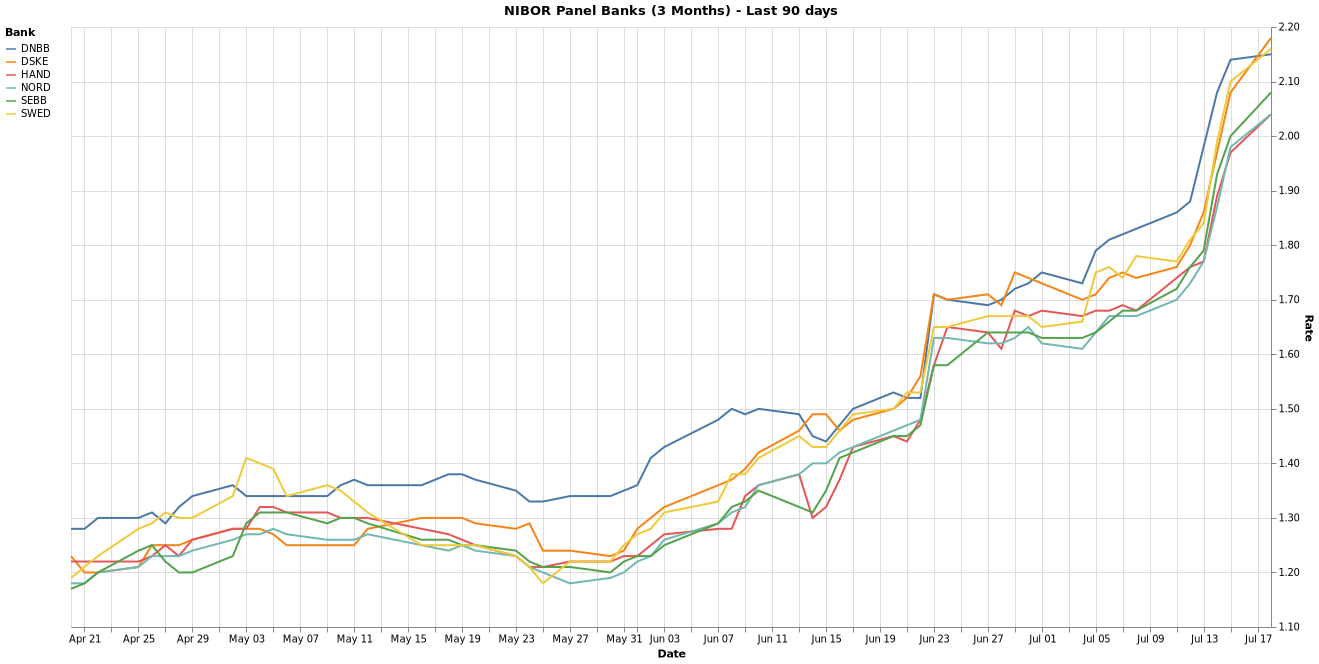 NIBOR Panel Banks (3 Months) - Last 90 days
Bank
DNBB
DSKE
HAND
NORD
SEBB
SWED
2.20
2.10
2.00
1.90
1.80
1.70
1.60
1.50
1.40
1.30
1.20
1.10
Rate
Apr 21 Apr 25 Apr 29 May 03 May 07 May 11 May 15 May 19 May 23 May 27 May 31 Jun 03 Jun 07 Jun 11 Jun 15 Jun 19 Jun 23 Jun 27 Jul 01 Jul 05 Jul 09 Jul 13 Jul 17
Date